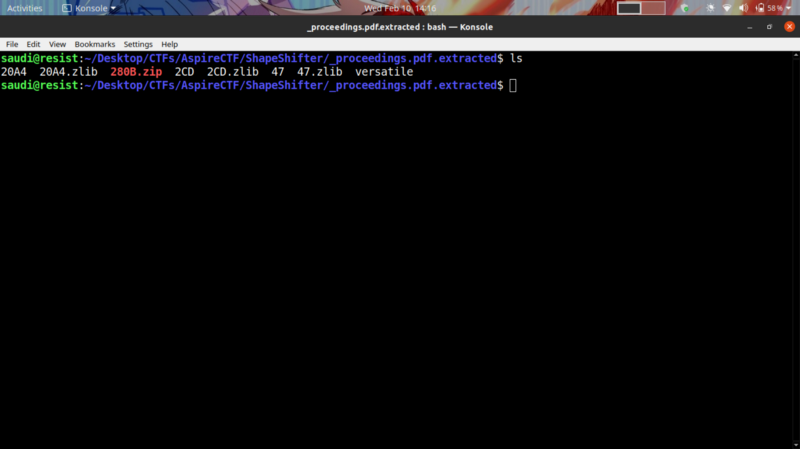 Activities Konsole Wed Feb 10, 14:16 58 %
_proceedings.pdf.extracted : bash — Konsole
File Edit View Bookmarks Settings Help
saudi@resist:~/Desktop/CTFs/AspireCTF/ShapeShifter/_proceedings.pdf.extracted$ ls
20A4 20A4.zlib 280B.zip 2CD 2CD.zlib 47 47.zlib versatile
saudi@resist:~/Desktop/CTFs/AspireCTF/ShapeShifter/_proceedings.pdf.extracted$